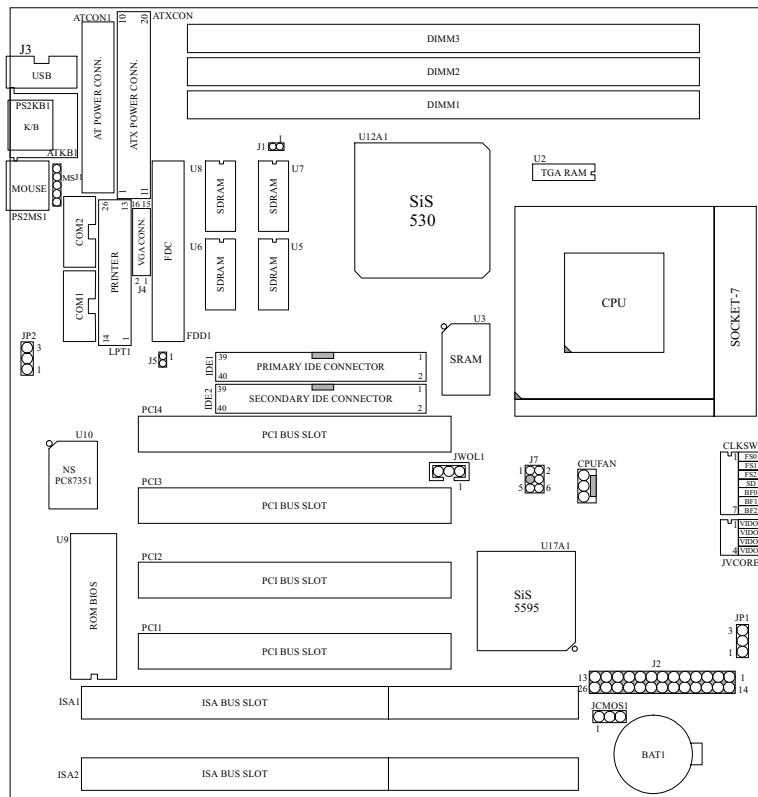 ATCON1
ATXCON
10
20
AT POWER CONN.
ATX POWER CONN.
1
11
DIMM3
DIMM2
DIMM1
J3
USB
PS2KB1
K/B
ATKB1
MS
J1
MOUSE
PS2MS1
COM2
COM1
26
13
PRINTER
14
1
LPT1
16 15
VGA CONN.
2 1
J4
FDC
FDD1
J1
1
U8
SDRAM
U7
SDRAM
U6
SDRAM
U5
SDRAM
U12A1
SiS
530
U2
TGA RAM
CPU
SOCKET-7
U3
SRAM
JP2
3
1
J5
1
IDE1
39
1
PRIMARY IDE CONNECTOR
40
2
IDE2
39
1
SECONDARY IDE CONNECTOR
40
2
PCI4
PCI BUS SLOT
U10
NS
PC87351
JWOL1
1
J7
1
2
5
6
CPUFAN
CLKSW
1
FS0
FS1
FS2
SD
BF0
BF1
7
BF2
1
VIDO
VIDO
VIDO
4
VIDO
JVCORE
PCI3
PCI BUS SLOT
U9
ROM BIOS
PCI2
PCI BUS SLOT
U17A1
SiS
5595
PCI1
PCI BUS SLOT
JP1
3
1
J2
13
1
26
14
ISA1
ISA BUS SLOT
JCMOS1
1
BAT1
ISA2
ISA BUS SLOT